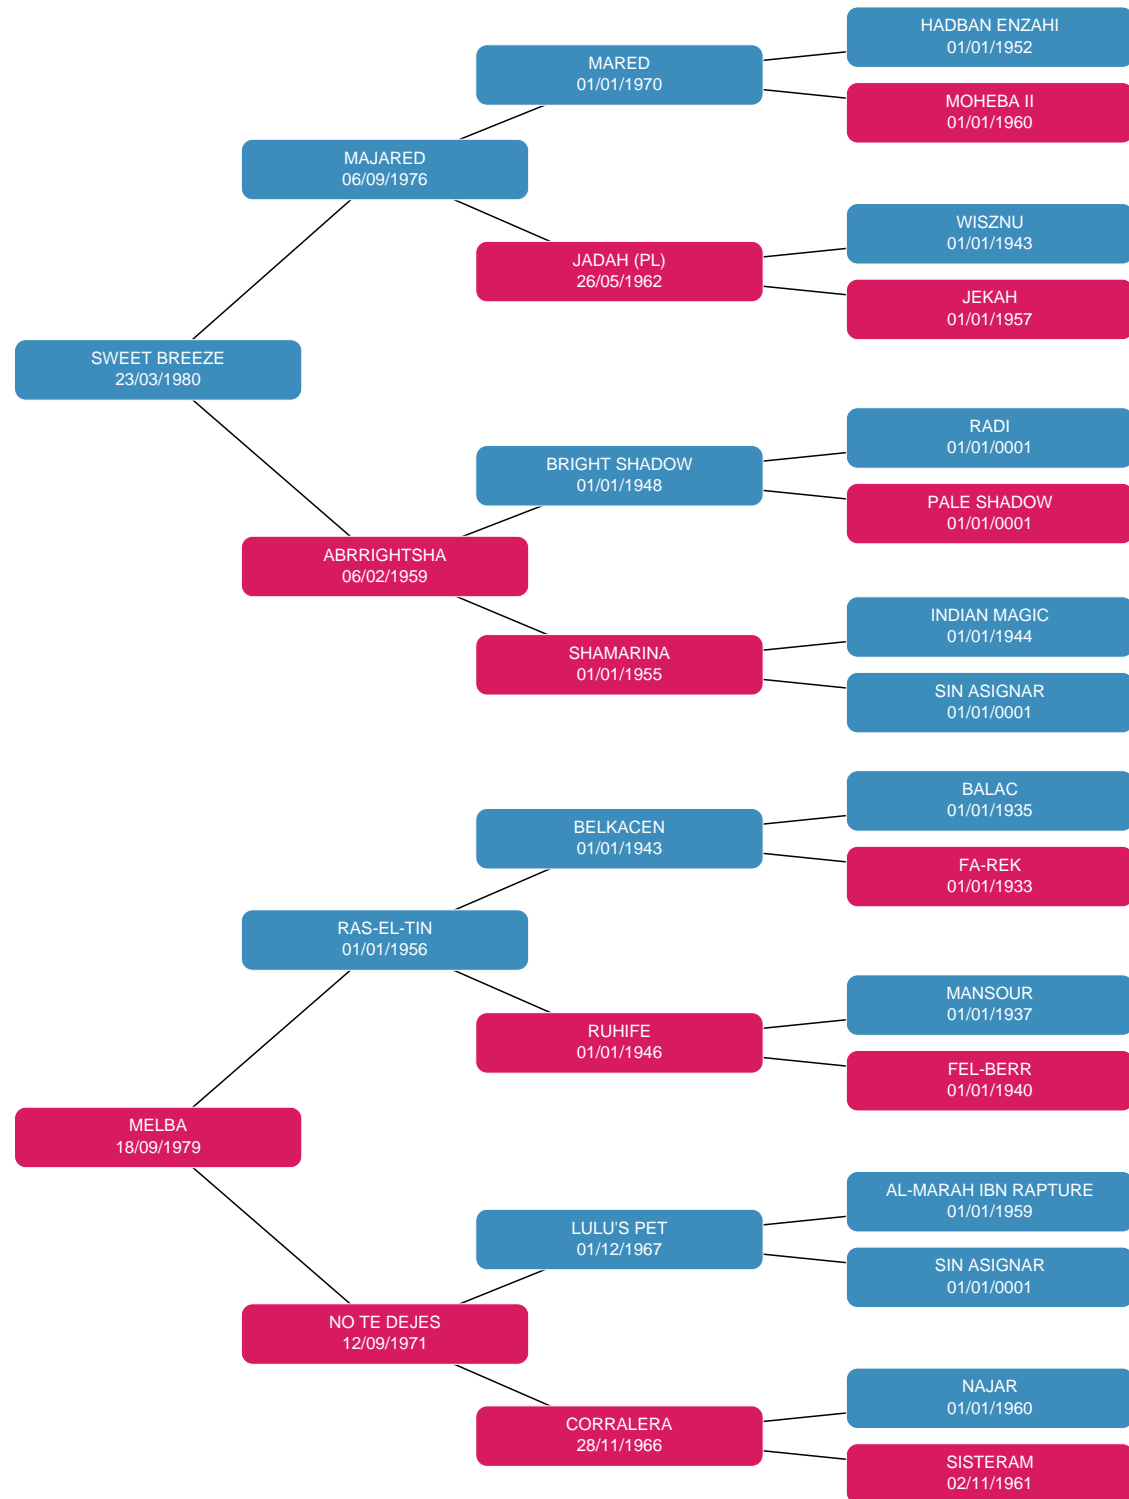 HADBAN ENZAHI
01/01/1952
MARED
01/01/1970
MOHEBA II
01/01/1960
MAJARED
06/09/1976
WISZNU
01/01/1943
JADAH (PL)
26/05/1962
JEKAH
01/01/1957
SWEET BREEZE
23/03/1980
RADI
01/01/0001
BRIGHT SHADOW
01/01/1948
PALE SHADOW
01/01/0001
ABRRIGHTSHA
06/02/1959
INDIAN MAGIC
01/01/1944
SHAMARINA
01/01/1955
SIN ASIGNAR
01/01/0001
BALAC
01/01/1935
BELKACEN
01/01/1943
FA-REK
01/01/1933
RAS-EL-TIN
01/01/1956
MANSOUR
01/01/1937
RUHIFE
01/01/1946
FEL-BERR
01/01/1940
MELBA
18/09/1979
AL-MARAH IBN RAPTURE
01/01/1959
LULU'S PET
01/12/1967
SIN ASIGNAR
01/01/0001
NO TE DEJES
12/09/1971
NAJAR
01/01/1960
CORRALERA
28/11/1966
SISTERAM
02/11/1961